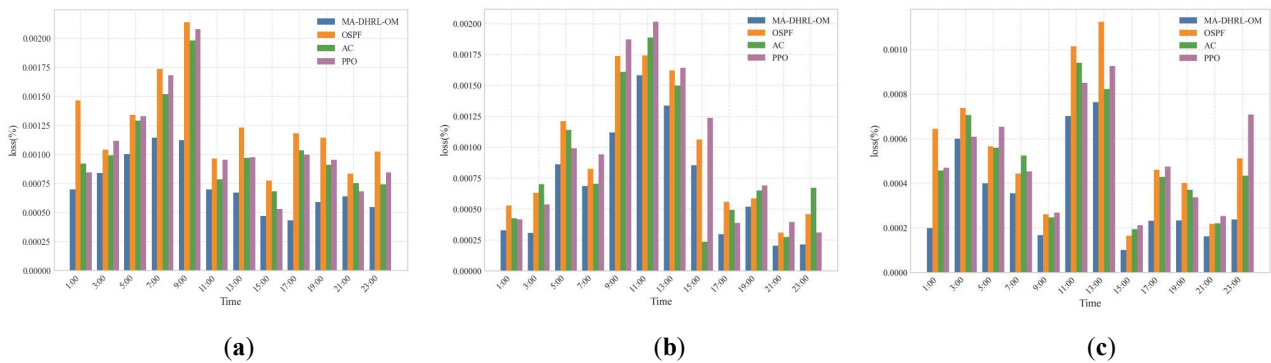 MA-DHRL-OM
OSPF
AC
PPO
0.00200
0.00175
0.00150
0.00125
0.00100
0.00075
0.00050
0.00025
0.00000
loss(%)
1:00 3:00 5:00 7:00 9:00 11:00 13:00 15:00 17:00 19:00 21:00 23:00
Time
(a)
MA-DHRL-OM
OSPF
AC
PPO
0.00200
0.00175
0.00150
0.00125
0.00100
0.00075
0.00050
0.00025
0.00000
loss(%)
1:00 3:00 5:00 7:00 9:00 11:00 13:00 15:00 17:00 19:00 21:00 23:00
Time
(b)
MA-DHRL-OM
OSPF
AC
PPO
0.0010
0.0008
0.0006
0.0004
0.0002
0.0000
loss(%)
1:00 3:00 5:00 7:00 9:00 11:00 13:00 15:00 17:00 19:00 21:00 23:00
Time
(c)